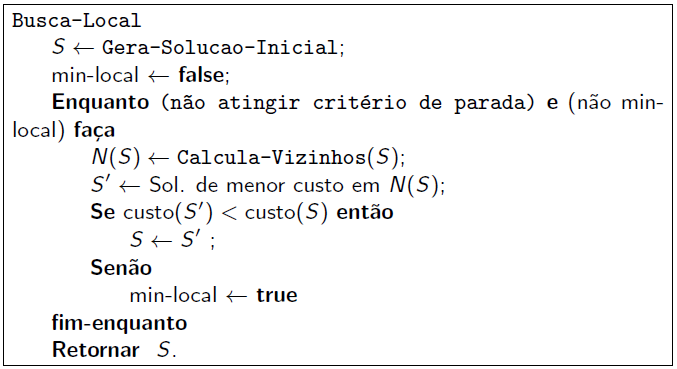 Busca-Local
S ← Gera-Solucao-Inicial;
min-local ← false;
Enquanto (não atingir critério de parada) e (não min-
local) faça
N(S) ← Calcula-Vizinhos(S);
S′ ← Sol. de menor custo em N(S);
Se custo(S′) < custo(S) então
S ← S′ ;
Senão
min-local ← true
fim-enquanto
Retornar S.